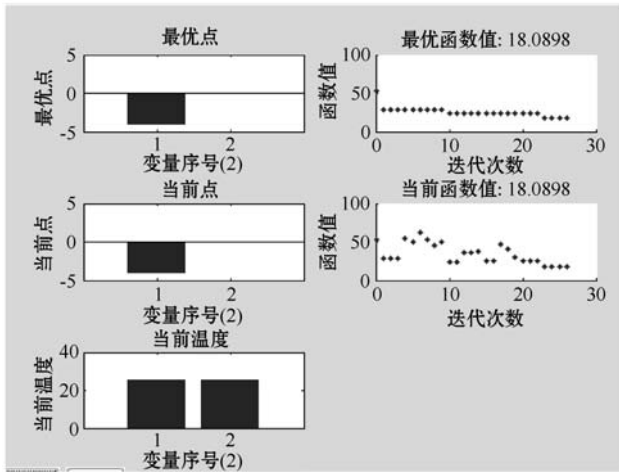 最优点
5
0
-5
最优点
1 2
变量序号(2)
最优函数值: 18.0898
100
50
0
函数值
0 10 20 30
迭代次数
当前点
5
0
-5
当前点
1 2
变量序号(2)
当前函数值: 18.0898
100
50
0
函数值
0 10 20 30
迭代次数
当前温度
40
20
0
当前温度
1 2
变量序号(2)